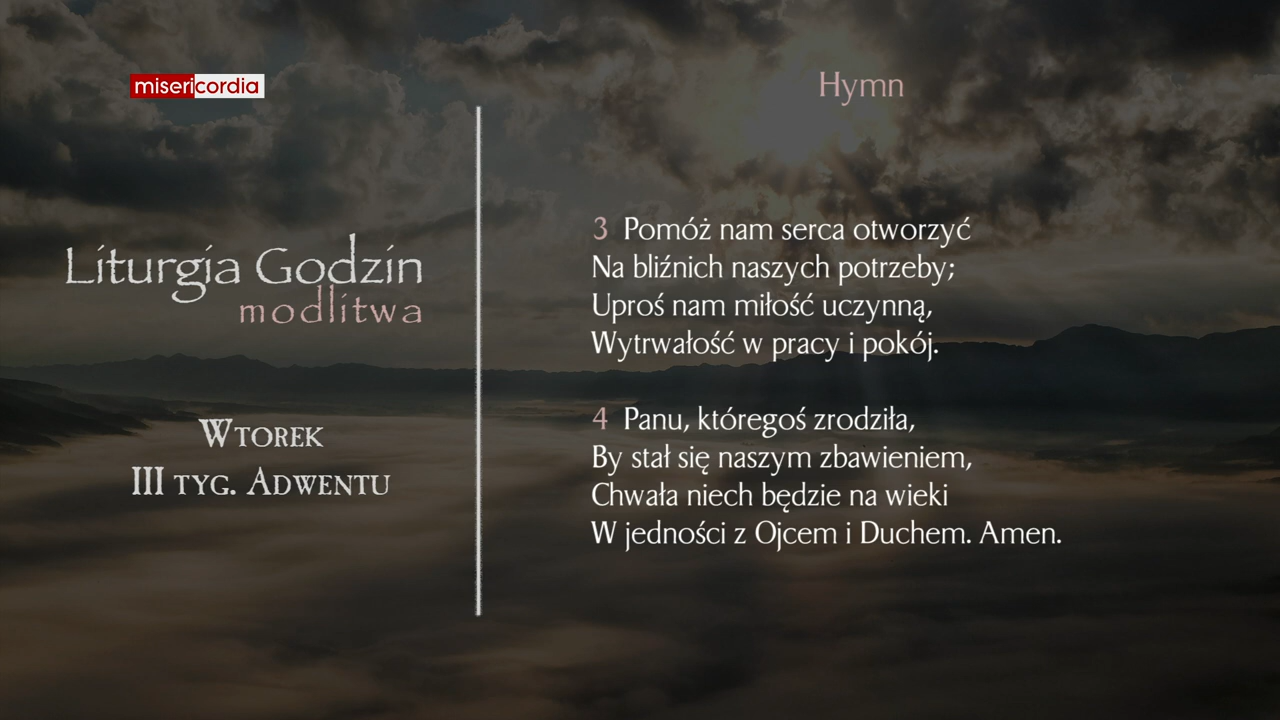 misericordia
Liturgia Godzin
modlitwa
Wtorek
III tyg. Adwentu
Hymn
3 Pomóż nam serca otworzyć
Na bliźnich naszych potrzeby;
Uproś nam miłość uczynną,
Wytrwałość w pracy i pokój.
4 Panu, któregoś zrodziła,
By stał się naszym zbawieniem,
Chwała niech będzie na wieki
W jedności z Ojcem i Duchem. Amen.